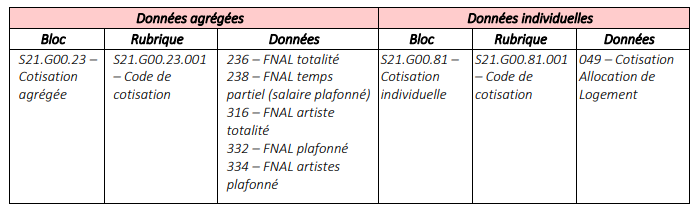 Données agrégées
Données individuelles
Bloc
Rubrique
Données
Bloc
Rubrique
Données
S21.G00.23 –
Cotisation
agrégée
S21.G00.23.001
– Code de
cotisation
236 – FNAL totalité
238 – FNAL temps
partiel (salaire plafonné)
316 – FNAL artiste
totalité
332 – FNAL plafonné
334 – FNAL artistes
plafonné
S21.G00.81 –
Cotisation
individuelle
S21.G00.81.001
– Code de
cotisation
049 – Cotisation
Allocation de
Logement